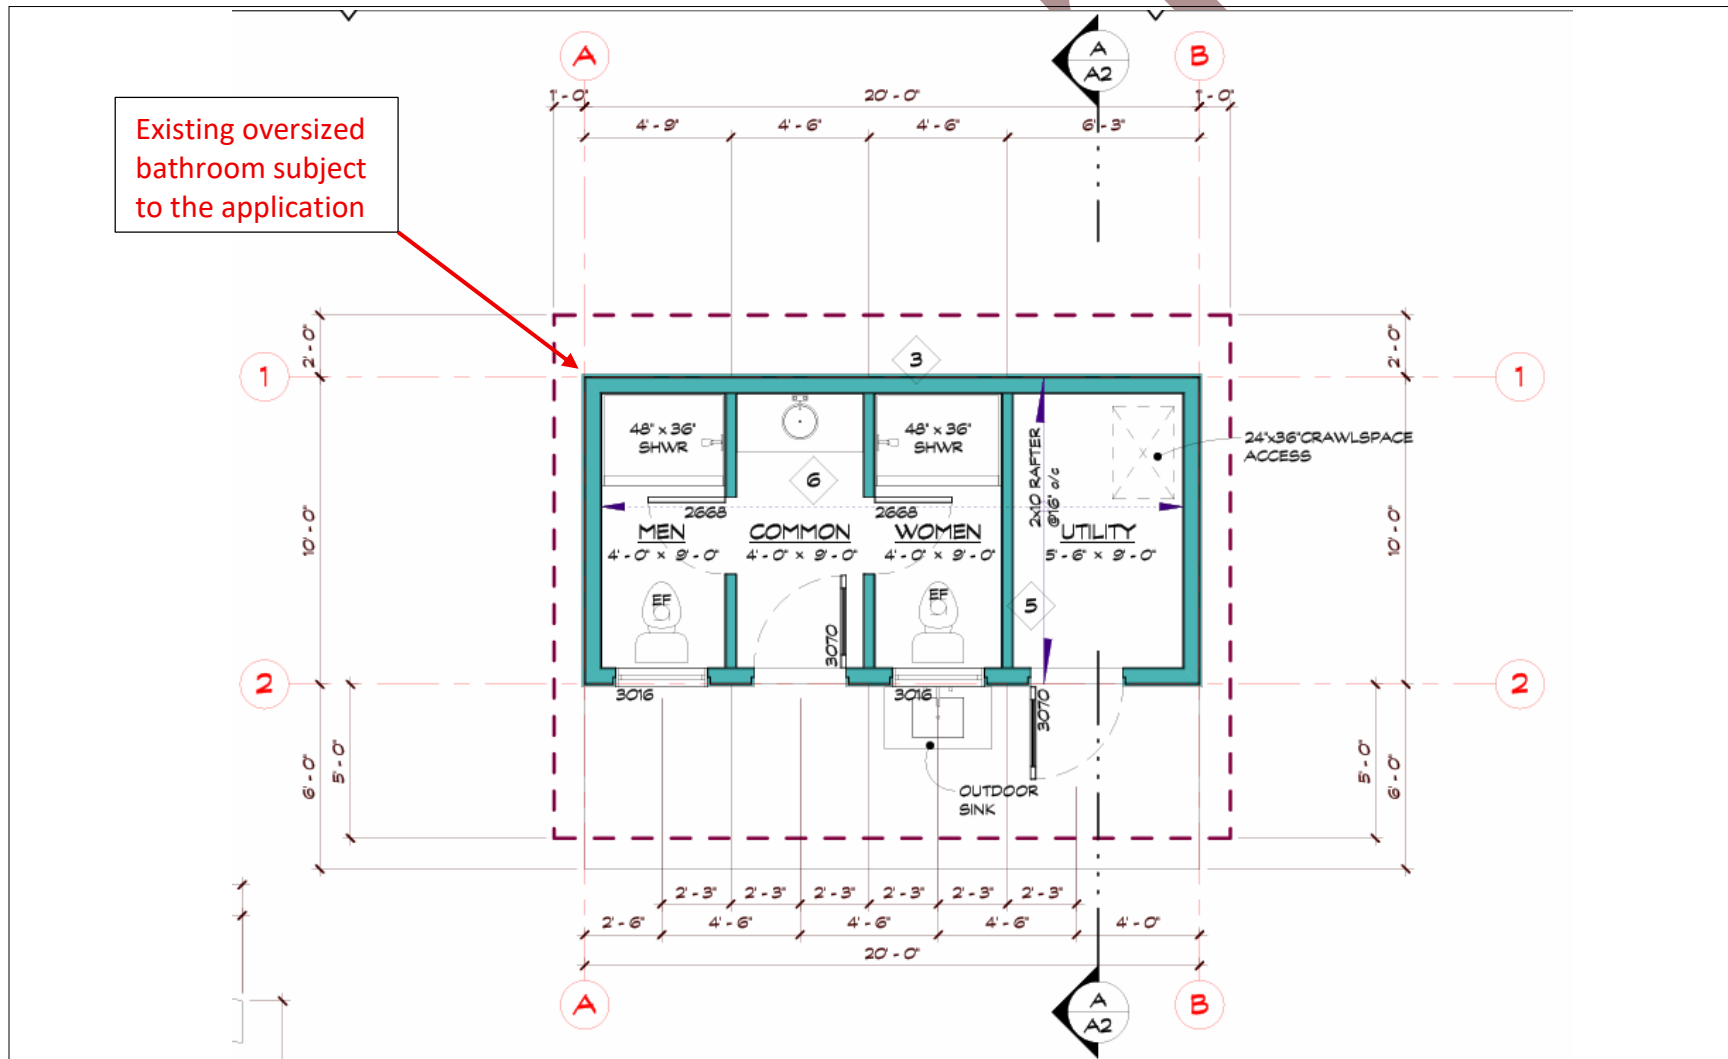 A
B
A
A2
1'-0"
20'-0"
1'-0"
4'-9"
4'-6"
4'-6"
6'-3"
Existing oversized
bathroom subject
to the application
2'-0"
2'-0"
3
1
1
48" x 36"
SHWR
48" x 36"
SHWR
2x10 RAFTER
@16" o/c
24"x36"CRAWLSPACE
ACCESS
6
2668
2668
10'-0"
10'-0"
MEN
4'-0" x 9'-0"
COMMON
4'-0" x 9'-0"
WOMEN
4'-0" x 9'-0"
UTILITY
5'-6" x 9'-0"
EF
EF
5
3070
2
2
3016
3016
3070
6'-0"
5'-0"
5'-0"
6'-0"
OUTDOOR
SINK
2'-3"
2'-3"
2'-3"
2'-3"
2'-3"
2'-3"
2'-6"
4'-6"
4'-6"
4'-6"
4'-0"
20'-0"
A
B
A
A2